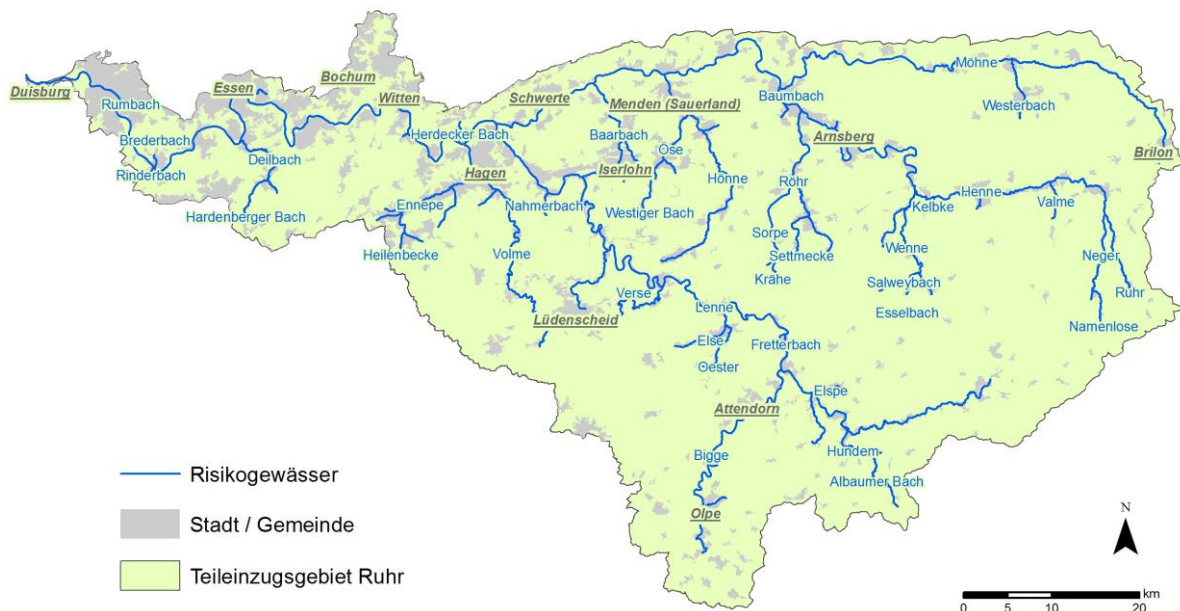 Duisburg
Rumbach
Brederbach
Rinderbach
Essen
Bochum
Witten
Deilbach
Hardenberger Bach
Herdecker Bach
Hagen
Ennepe
Heilenbecke
Schwerte
Menden (Sauerland)
Baarbach
Öse
Iserlohn
Nahmerbach
Westiger Bach
Hönne
Volme
Verse
Lüdenscheid
Baumbach
Möhne
Westerbach
Arnsberg
Brilon
Röhr
Sorpe
Settmecke
Krähe
Kelbke
Henne
Valme
Wenne
Salweybach
Esselbach
Neger
Ruhr
Namenlose
Lenne
Else
Oester
Fretterbach
Attendorn
Elspe
Hundem
Albaumer Bach
Bigge
Olpe
Risikogewässer
Stadt / Gemeinde
Teileinzugsgebiet Ruhr
N
km
0 5 10 20